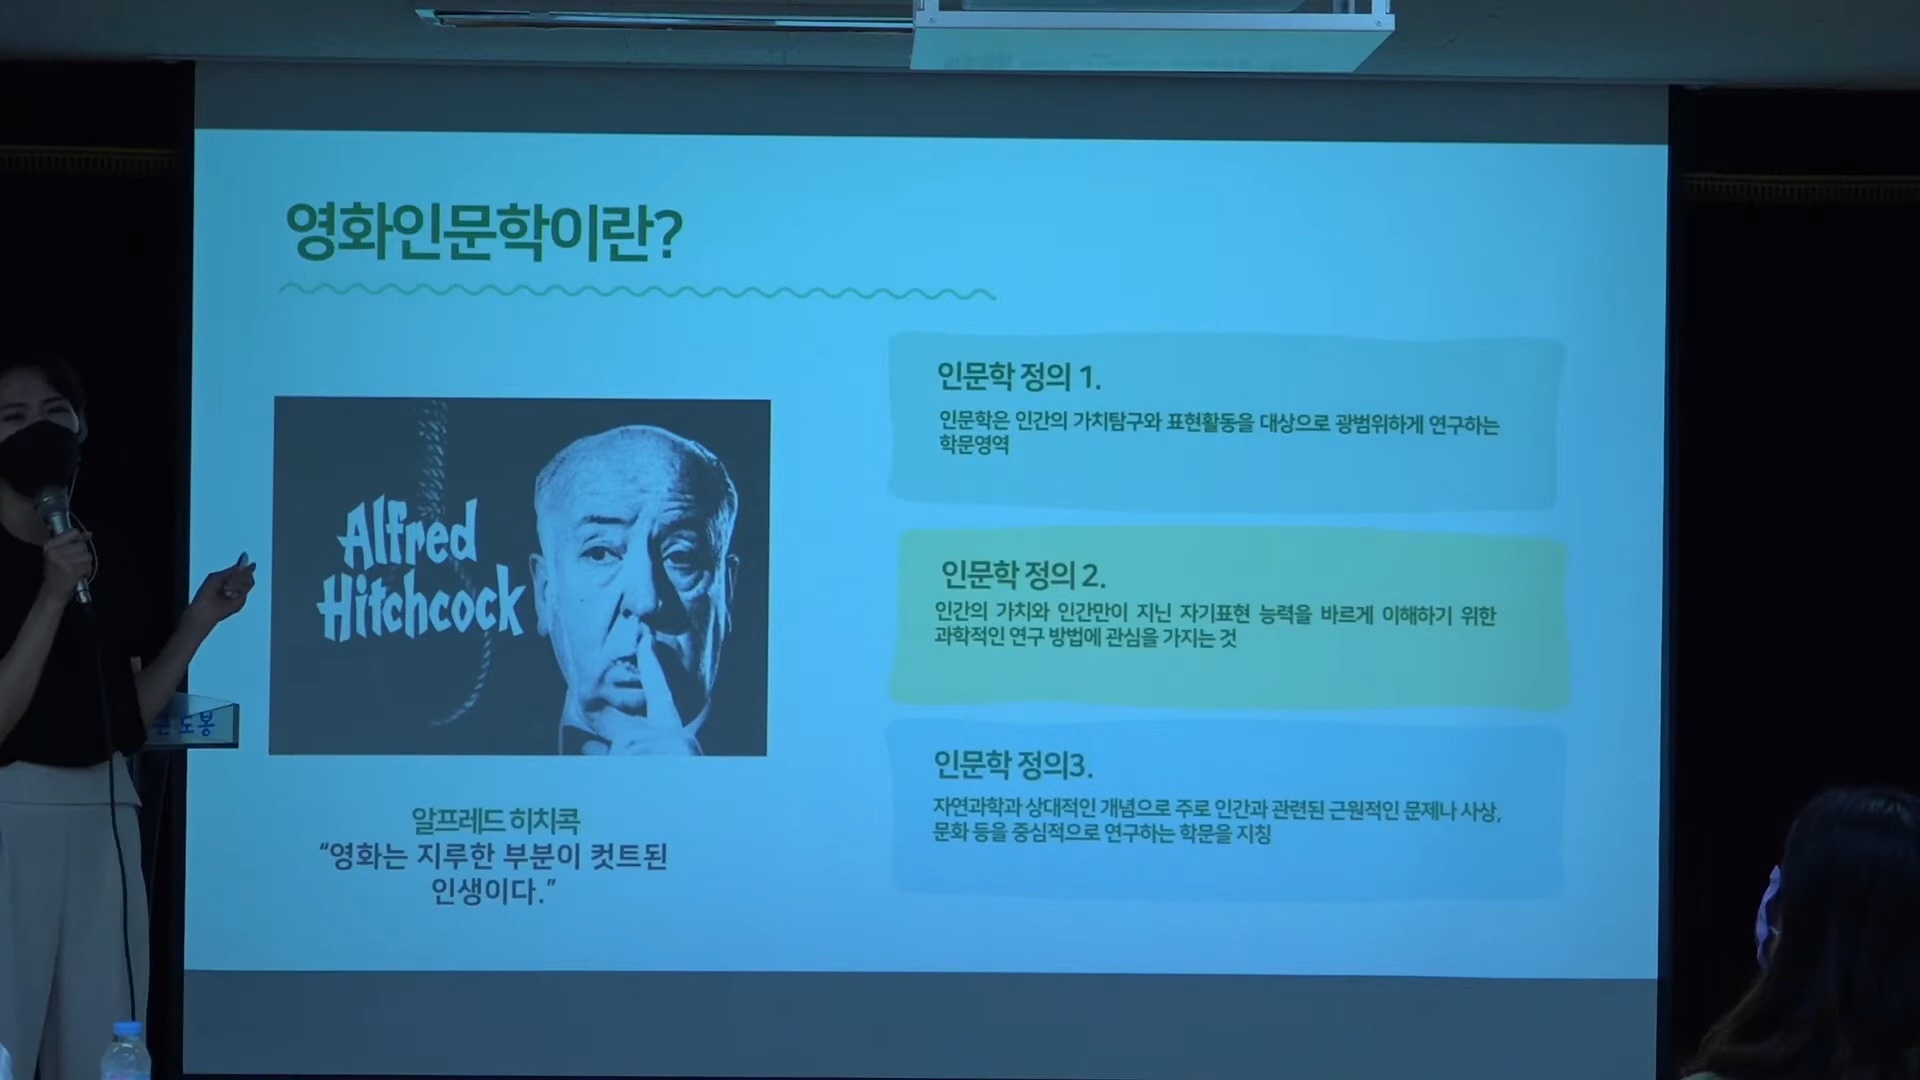 영화인문학이란?
Alfred
Hitchcock
알프레드 히치콕
“영화는 지루한 부분이 컷트된
인생이다.”
인문학 정의 1.
인문학은 인간의 가치탐구와 표현활동을 대상으로 광범위하게 연구하는
학문영역
인문학 정의 2.
인간의 가치와 인간만이 지닌 자기표현 능력을 바르게 이해하기 위한
과학적인 연구 방법에 관심을 가지는 것
인문학 정의3.
자연과학과 상대적인 개념으로 주로 인간과 관련된 근원적인 문제나 사상,
문화 등을 중심적으로 연구하는 학문을 지칭
도봉